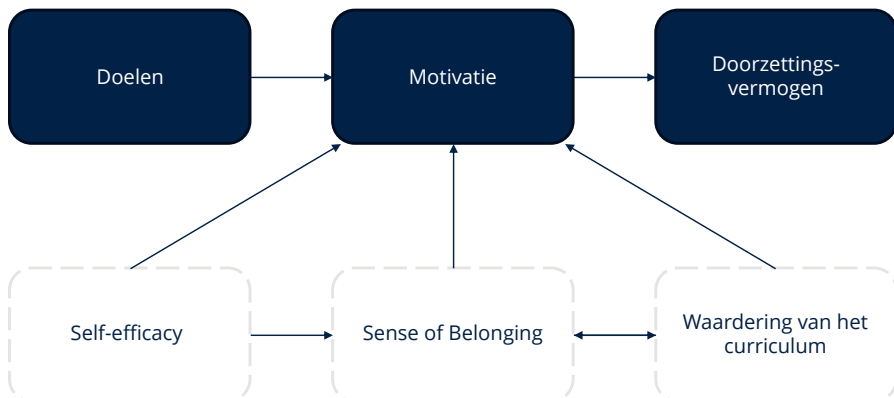 Doelen
Motivatie
Doorzettings-
vermogen
Self-efficacy
Sense of Belonging
Waardering van het
curriculum